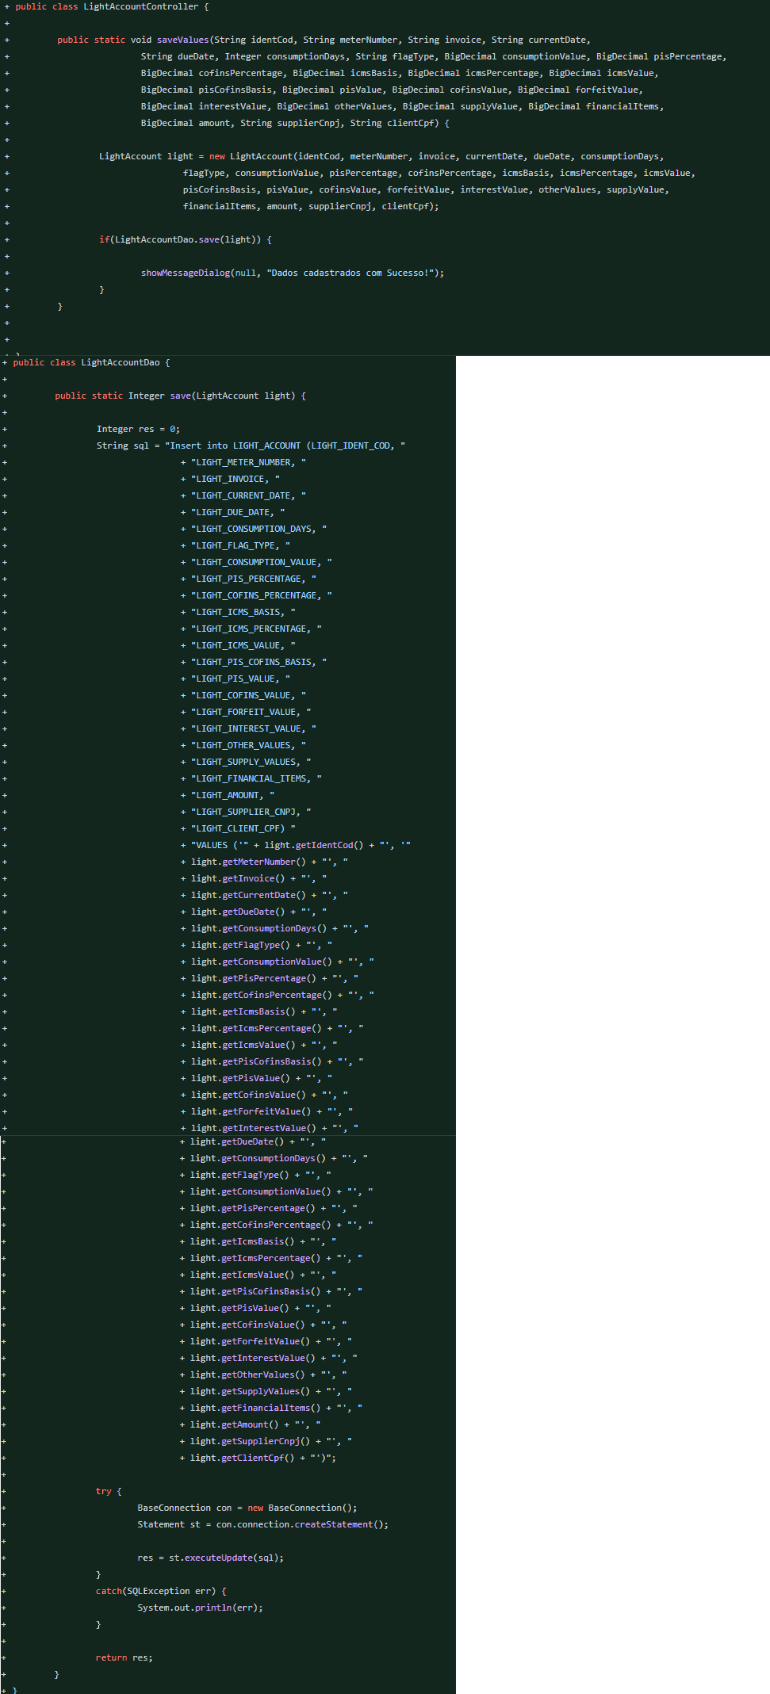 + public class LightAccountController {
+
+ public static void saveValues(String identCod, String meterNumber, String invoice, String currentDate,
+ String dueDate, Integer consumptionDays, String flagType, BigDecimal consumptionValue, BigDecimal pisPercentage,
+ BigDecimal cofinsPercentage, BigDecimal icmsBasis, BigDecimal icmsPercentage, BigDecimal icmsValue,
+ BigDecimal pisCofinsBasis, BigDecimal pisValue, BigDecimal cofinsValue, BigDecimal forfeitValue,
+ BigDecimal interestValue, BigDecimal otherValues, BigDecimal supplyValue, BigDecimal financialItems,
+ BigDecimal amount, String supplierCnpj, String clientCpf) {
+
+ LightAccount light = new LightAccount(identCod, meterNumber, invoice, currentDate, dueDate, consumptionDays,
+ flagType, consumptionValue, pisPercentage, cofinsPercentage, icmsBasis, icmsPercentage, icmsValue,
+ pisCofinsBasis, pisValue, cofinsValue, forfeitValue, interestValue, otherValues, supplyValue,
+ financialItems, amount, supplierCnpj, clientCpf);
+
+ if(LightAccountDao.save(light)) {
+
+ showMessageDialog(null, "Dados cadastrados com Sucesso!");
+ }
+ }
+
+
+ }
+ public class LightAccountDao {
+
+ public static Integer save(LightAccount light) {
+
+ Integer res = 0;
+ String sql = "Insert into LIGHT_ACCOUNT (LIGHT_IDENT_COD, "
+ + "LIGHT_METER_NUMBER, "
+ + "LIGHT_INVOICE, "
+ + "LIGHT_CURRENT_DATE, "
+ + "LIGHT_DUE_DATE, "
+ + "LIGHT_CONSUMPTION_DAYS, "
+ + "LIGHT_FLAG_TYPE, "
+ + "LIGHT_CONSUMPTION_VALUE, "
+ + "LIGHT_PIS_PERCENTAGE, "
+ + "LIGHT_COFINS_PERCENTAGE, "
+ + "LIGHT_ICMS_BASIS, "
+ + "LIGHT_ICMS_PERCENTAGE, "
+ + "LIGHT_ICMS_VALUE, "
+ + "LIGHT_PIS_COFINS_BASIS, "
+ + "LIGHT_PIS_VALUE, "
+ + "LIGHT_COFINS_VALUE, "
+ + "LIGHT_FORFEIT_VALUE, "
+ + "LIGHT_INTEREST_VALUE, "
+ + "LIGHT_OTHER_VALUES, "
+ + "LIGHT_SUPPLY_VALUES, "
+ + "LIGHT_FINANCIAL_ITEMS, "
+ + "LIGHT_AMOUNT, "
+ + "LIGHT_SUPPLIER_CNPJ, "
+ + "LIGHT_CLIENT_CPF) "
+ + "VALUES ('" + light.getIdentCod() + "', '"
+ + light.getMeterNumber() + "', "
+ + light.getInvoice() + "', "
+ + light.getCurrentDate() + "', "
+ + light.getDueDate() + "', "
+ + light.getConsumptionDays() + "', "
+ + light.getFlagType() + "', "
+ + light.getConsumptionValue() + "', "
+ + light.getPisPercentage() + "', "
+ + light.getCofinsPercentage() + "', "
+ + light.getIcmsBasis() + "', "
+ + light.getIcmsPercentage() + "', "
+ + light.getIcmsValue() + "', "
+ + light.getPisCofinsBasis() + "', "
+ + light.getPisValue() + "', "
+ + light.getCofinsValue() + "', "
+ + light.getForfeitValue() + "', "
+ + light.getInterestValue() + "', "
+ + light.getDueDate() + "', "
+ + light.getConsumptionDays() + "', "
+ + light.getFlagType() + "', "
+ + light.getConsumptionValue() + "', "
+ + light.getPisPercentage() + "', "
+ + light.getCofinsPercentage() + "', "
+ + light.getIcmsBasis() + "', "
+ + light.getIcmsPercentage() + "', "
+ + light.getIcmsValue() + "', "
+ + light.getPisCofinsBasis() + "', "
+ + light.getPisValue() + "', "
+ + light.getCofinsValue() + "', "
+ + light.getForfeitValue() + "', "
+ + light.getInterestValue() + "', "
+ + light.getOtherValues() + "', "
+ + light.getSupplyValues() + "', "
+ + light.getFinancialItems() + "', "
+ + light.getAmount() + "', "
+ + light.getSupplierCnpj() + "', "
+ + light.getClientCpf() + "')";
+
+ try {
+ BaseConnection con = new BaseConnection();
+ Statement st = con.connection.createStatement();
+
+ res = st.executeUpdate(sql);
+ }
+ catch(SQLException err) {
+ System.out.println(err);
+ }
+
+ return res;
+ }
+ }